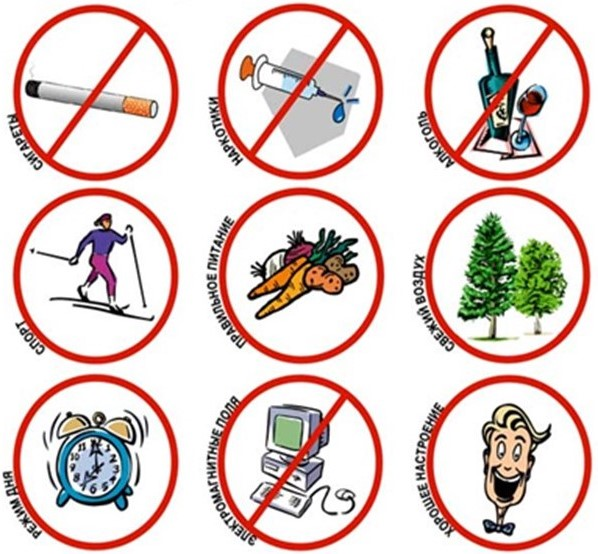 СИГАРЕТЫ
НАРКОТИКИ
АЛКОГОЛЬ
СПОРТ
ПРАВИЛЬНОЕ ПИТАНИЕ
СВЕЖИЙ ВОЗДУХ
РЕЖИМ ДНЯ
ЭЛЕКТРОМАГНИТНЫЕ ПОЛЯ
ХОРОШЕЕ НАСТРОЕНИЕ